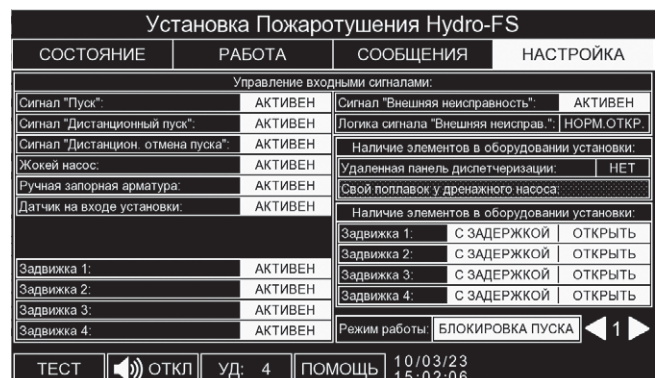 Установка Пожаротушения Hydro-FS
СОСТОЯНИЕ РАБОТА СООБЩЕНИЯ НАСТРОЙКА
Управление входными сигналами:
Сигнал "Пуск": АКТИВЕН
Сигнал "Дистанционный пуск": АКТИВЕН
Сигнал "Дистанцион. отмена пуска": АКТИВЕН
Жокей насос: АКТИВЕН
Ручная запорная арматура: АКТИВЕН
Датчик на входе установки: АКТИВЕН
Задвижка 1: АКТИВЕН
Задвижка 2: АКТИВЕН
Задвижка 3: АКТИВЕН
Задвижка 4: АКТИВЕН
Сигнал "Внешняя неисправность": АКТИВЕН
Логика сигнала "Внешняя неисправ.": НОРМ.ОТКР.
Наличие элементов в оборудовании установки:
Удаленная панель диспетчеризации: НЕТ
Свой поплавок у дренажного насоса:
Наличие элементов в оборудовании установки:
Задвижка 1: С ЗАДЕРЖКОЙ ОТКРЫТЬ
Задвижка 2: С ЗАДЕРЖКОЙ ОТКРЫТЬ
Задвижка 3: С ЗАДЕРЖКОЙ ОТКРЫТЬ
Задвижка 4: С ЗАДЕРЖКОЙ ОТКРЫТЬ
Режим работы: БЛОКИРОВКА ПУСКА 1
ТЕСТ ОТКЛ УД: 4 ПОМОЩЬ 10/03/23
15:02:06